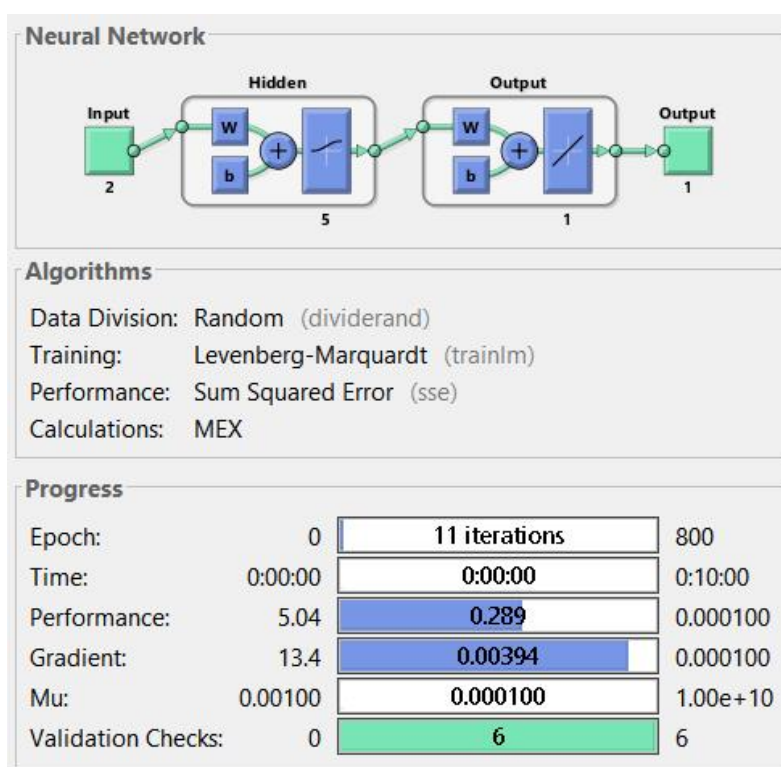 Neural Network
Hidden
Output
Input
Output
W
W
b
b
2
5
1
1
Algorithms
Data Division: Random (dividerand)
Training: Levenberg-Marquardt (trainlm)
Performance: Sum Squared Error (sse)
Calculations: MEX
Progress
Epoch: 0 11 iterations 800
Time: 0:00:00 0:00:00 0:10:00
Performance: 5.04 0.289 0.000100
Gradient: 13.4 0.00394 0.000100
Mu: 0.00100 0.000100 1.00e+10
Validation Checks: 0 6 6